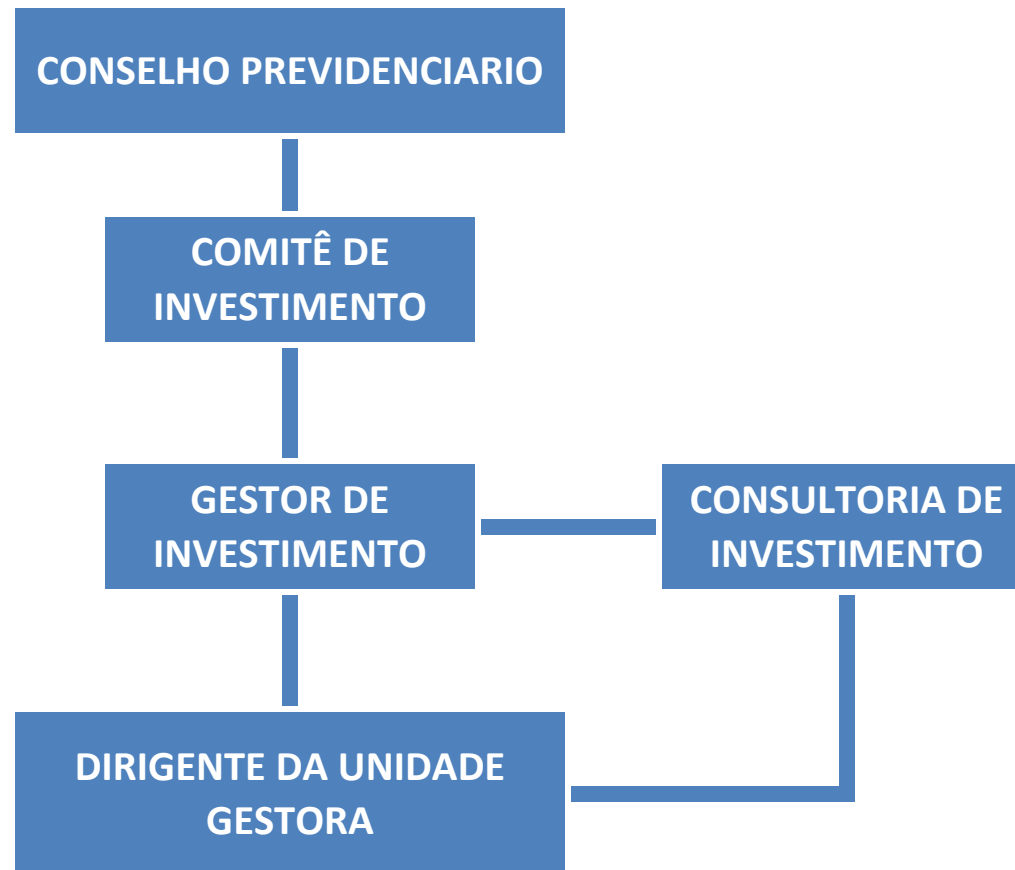 CONSELHO PREVIDENCIARIO
COMITÊ DE
INVESTIMENTO
GESTOR DE
INVESTIMENTO
CONSULTORIA DE
INVESTIMENTO
DIRIGENTE DA UNIDADE
GESTORA